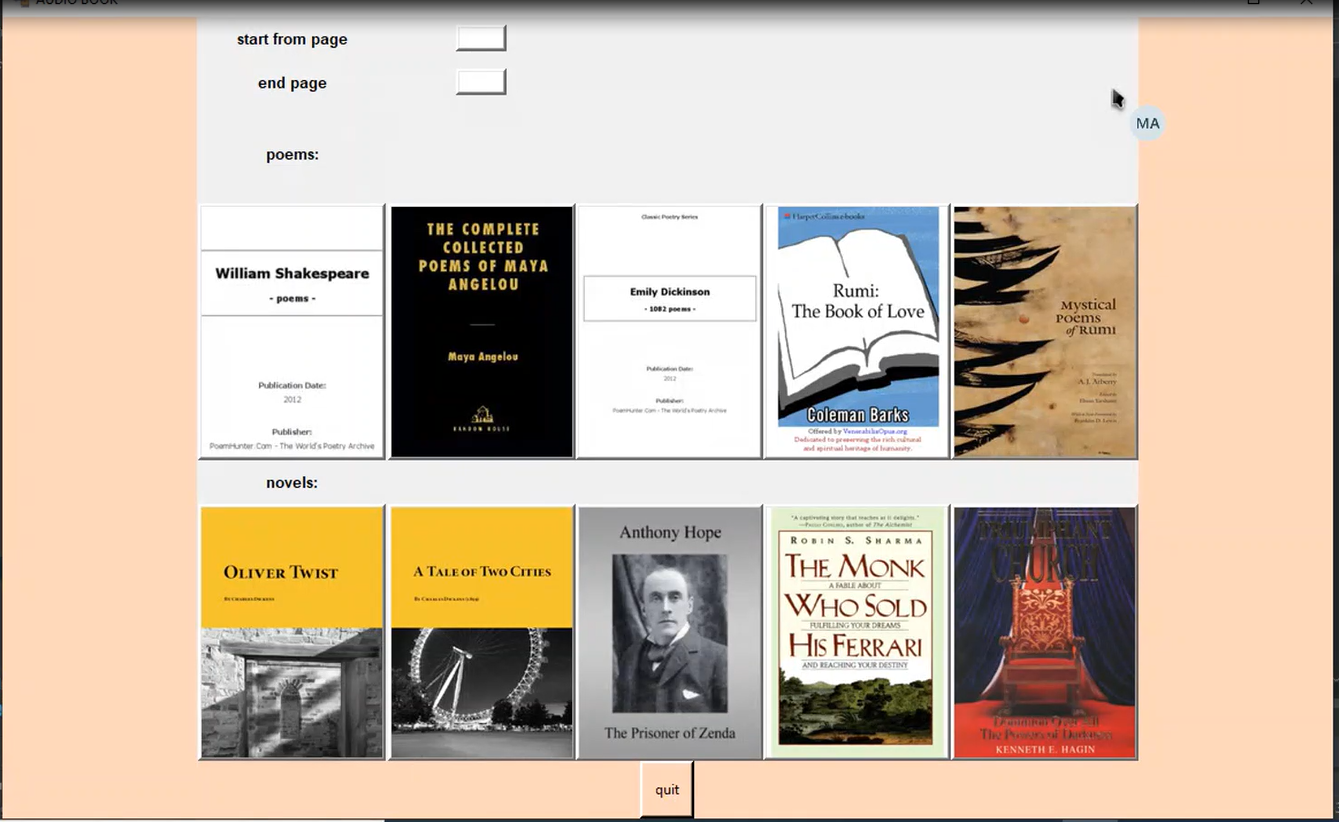 AUDIO BOOK
start from page
end page
MA
poems:
William Shakespeare
- poems -
Publication Date:
2012
Publisher:
PoemHunter.Com - The World's Poetry Archive
THE COMPLETE
COLLECTED
POEMS OF MAYA
ANGELOU
Maya Angelou
RANDOM HOUSE
Classic Poetry Series
Emily Dickinson
- 1082 poems -
Publication Date:
2012
Publisher:
PoemHunter.Com - The World's Poetry Archive
HarperCollins e-books
Rumi:
The Book of Love
Coleman Barks
Offered by VenerabilisOpus.org
Dedicated to preserving the rich cultural
and spiritual heritage of humanity.
Mystical
Poems
of Rūmī
Translated by
A. J. Arberry
novels:
OLIVER TWIST
BY CHARLES DICKENS
A TALE OF TWO CITIES
BY CHARLES DICKENS
Anthony Hope
The Prisoner of Zenda
"A captivating story that teaches as it delights."
—PAULO COELHO, author of The Alchemist
ROBIN S. SHARMA
THE MONK
A FABLE ABOUT
WHO SOLD
FULFILLING YOUR DREAMS
HIS FERRARI
AND REACHING YOUR DESTINY
TRIUMPHANT
CHURCH
The Powers of Darkness
KENNETH E. HAGIN
quit